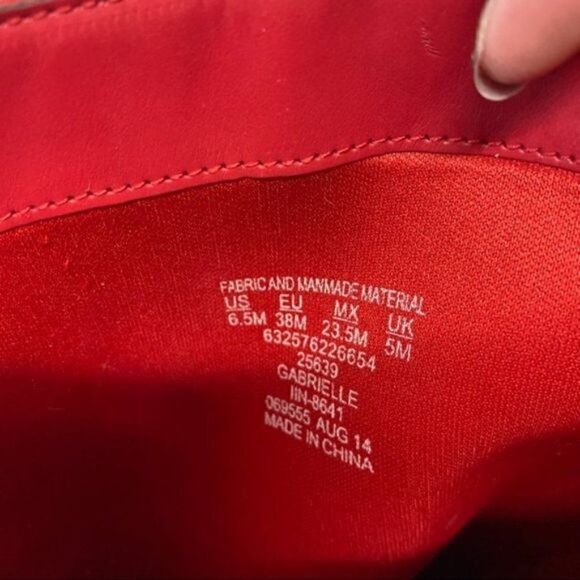 FABRIC AND MANMADE MATERIAL
US EU MX UK
6.5M 38M 23.5M 5M
632576226654
25639
GABRIELLE
IIN-8641
069555 AUG 14
MADE IN CHINA